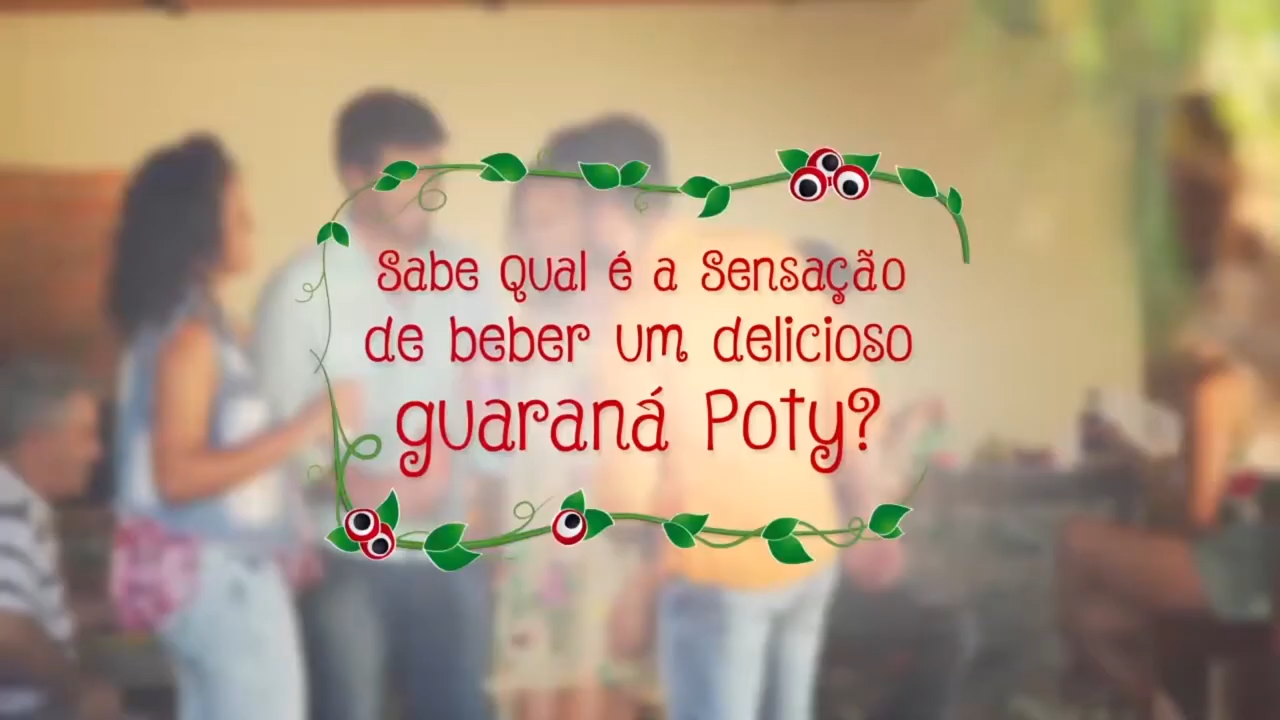 Sabe Qual é a Sensação
de beber um delicioso
guaraná Poty?